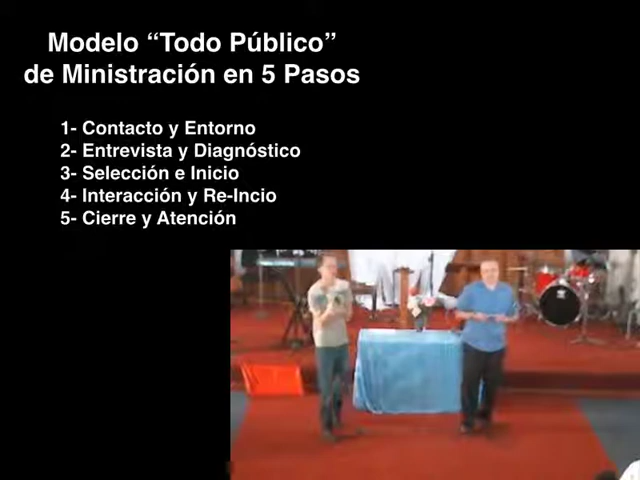 Modelo “Todo Público”
de Ministración en 5 Pasos
1- Contacto y Entorno
2- Entrevista y Diagnóstico
3- Selección e Inicio
4- Interacción y Re-Incio
5- Cierre y Atención